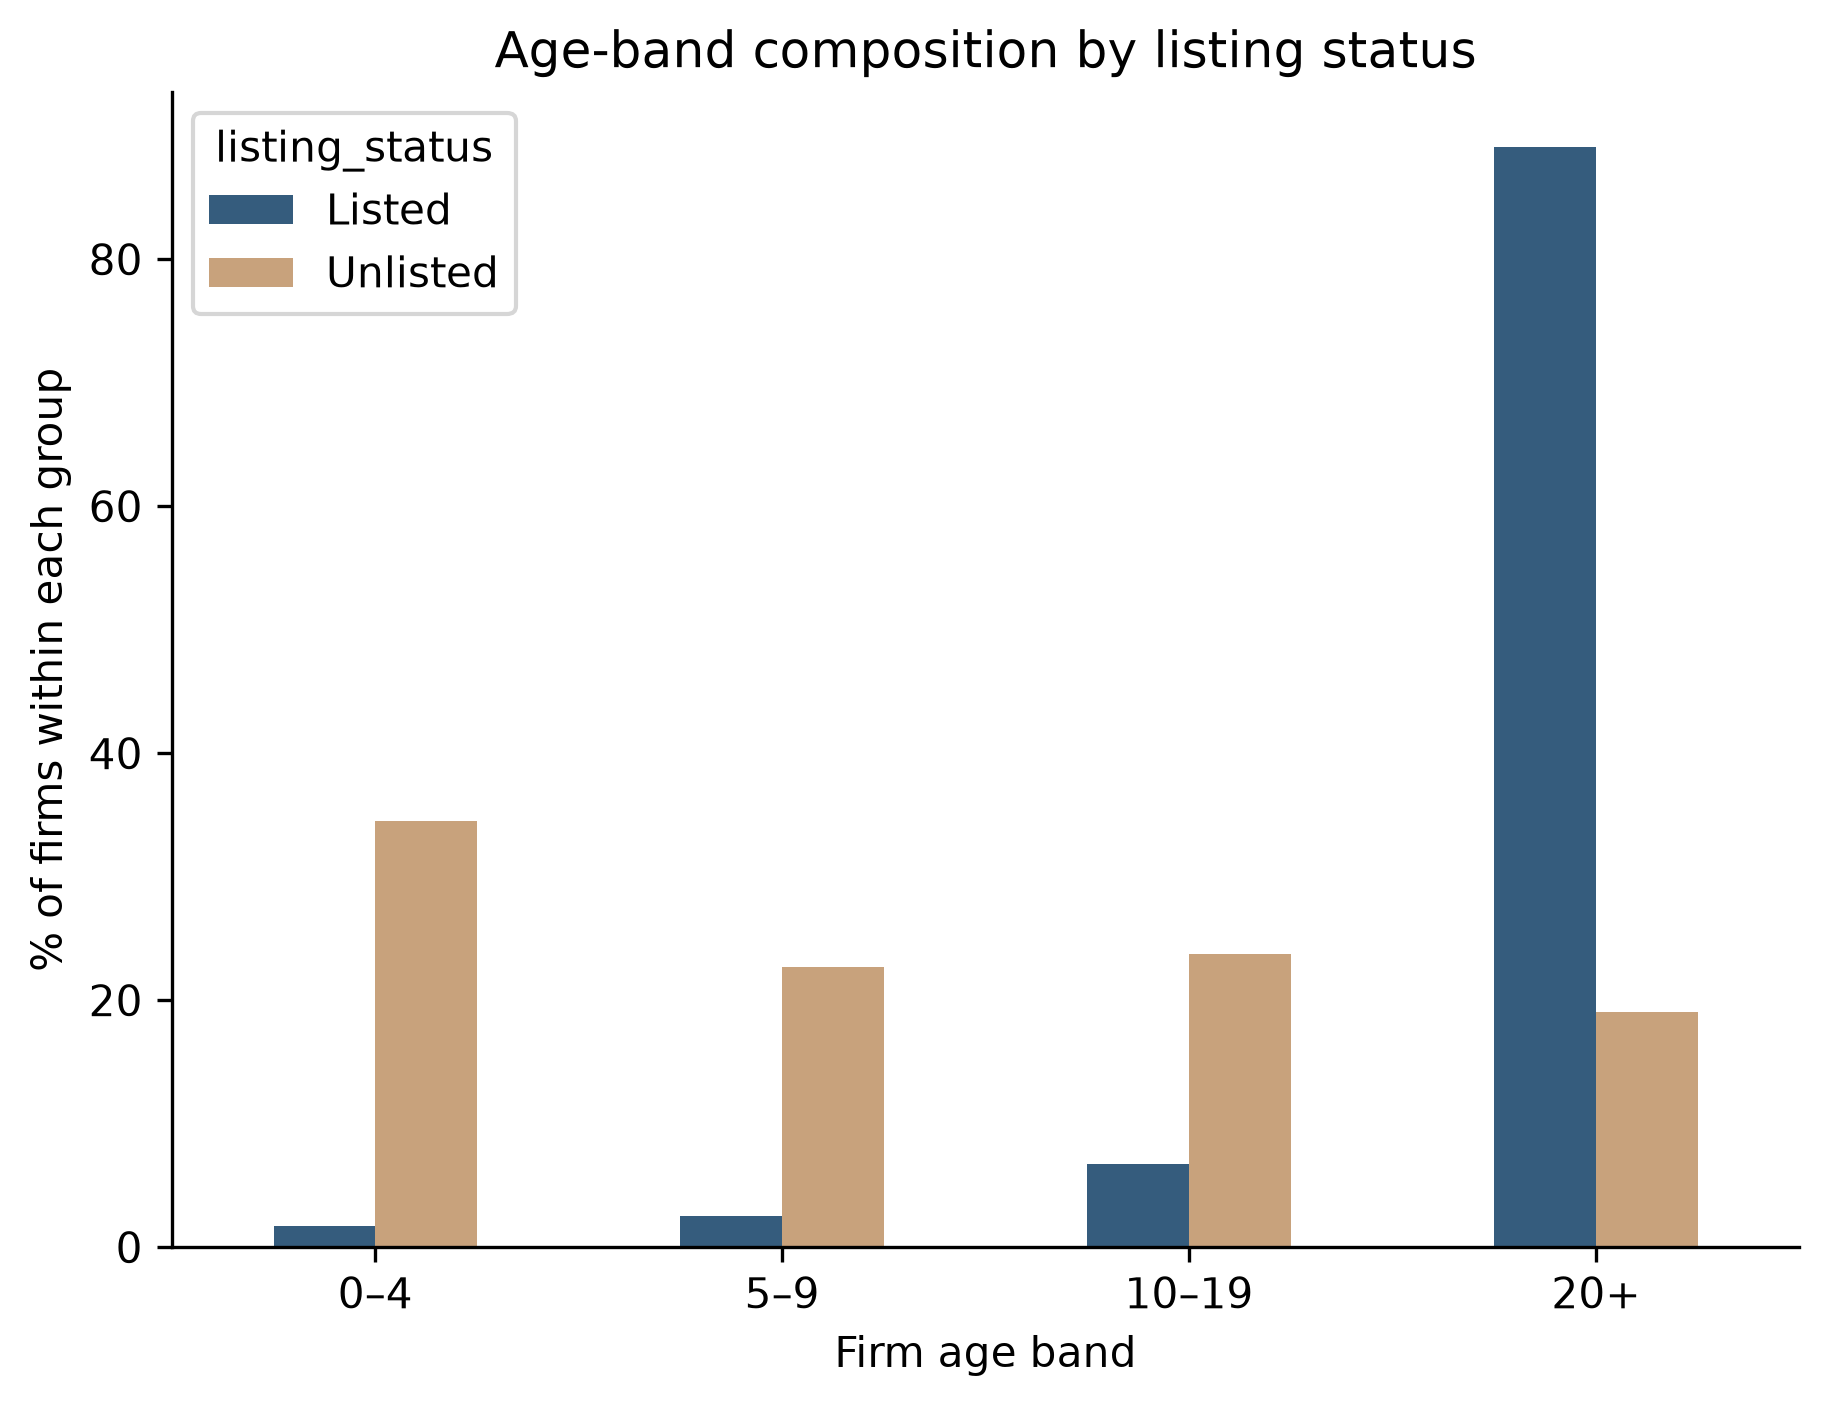 Age-band composition by listing status
listing_status
Listed
Unlisted
% of firms within each group
80
60
40
20
0
0–4
5–9
10–19
20+
Firm age band